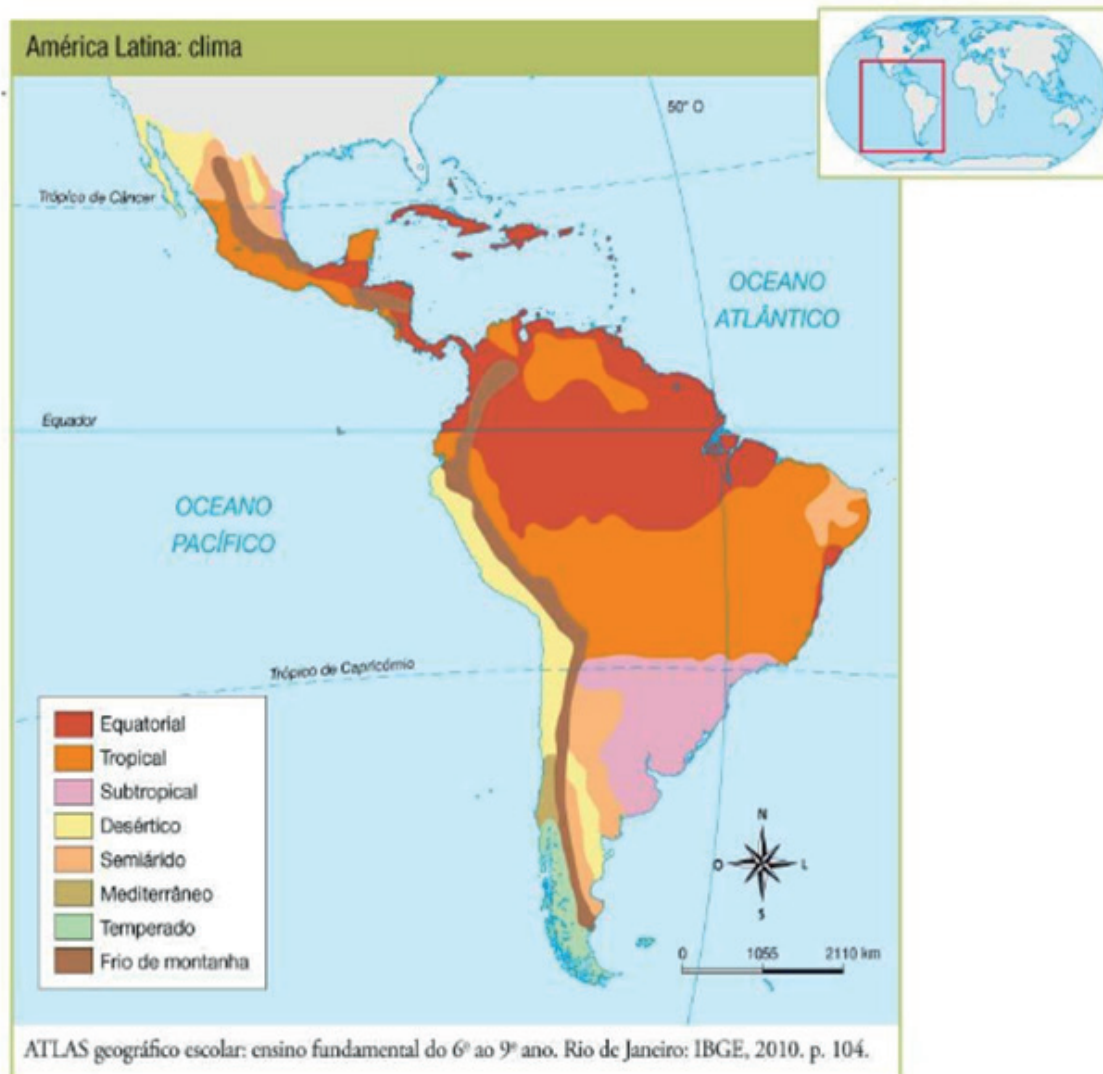 América Latina: clima
50° O
Trópico de Câncer
OCEANO
ATLÂNTICO
Equador
OCEANO
PACÍFICO
Trópico de Capricórnio
Equatorial
Tropical
Subtropical
Desértico
Semiárido
Mediterrâneo
Temperado
Frio de montanha
N
O
L
S
0 1055 2110 km
ATLAS geográfico escolar: ensino fundamental do 6º ao 9º ano. Rio de Janeiro: IBGE, 2010. p. 104.